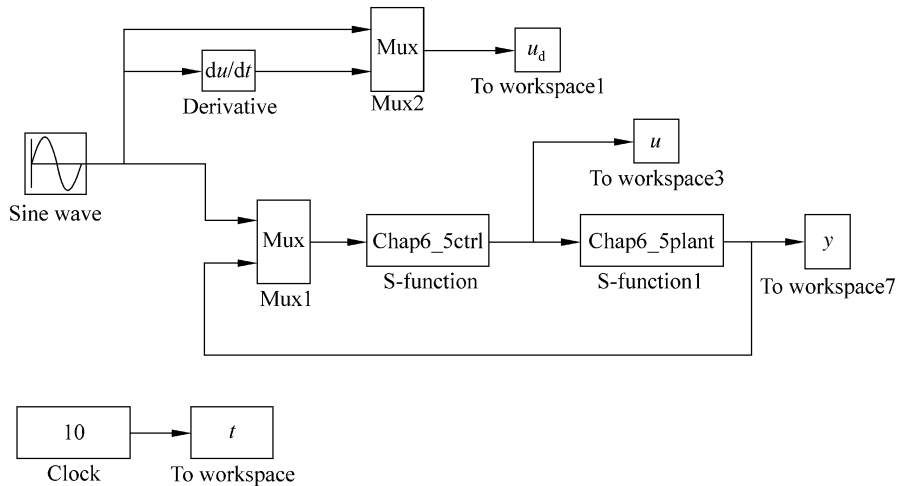 Mux
u_d
du/dt
Derivative
Mux2
To workspace1
u
To workspace3
Sine wave
Mux
Chap6_5ctrl
Chap6_5plant
y
Mux1
S-function
S-function1
To workspace7
10
t
Clock
To workspace